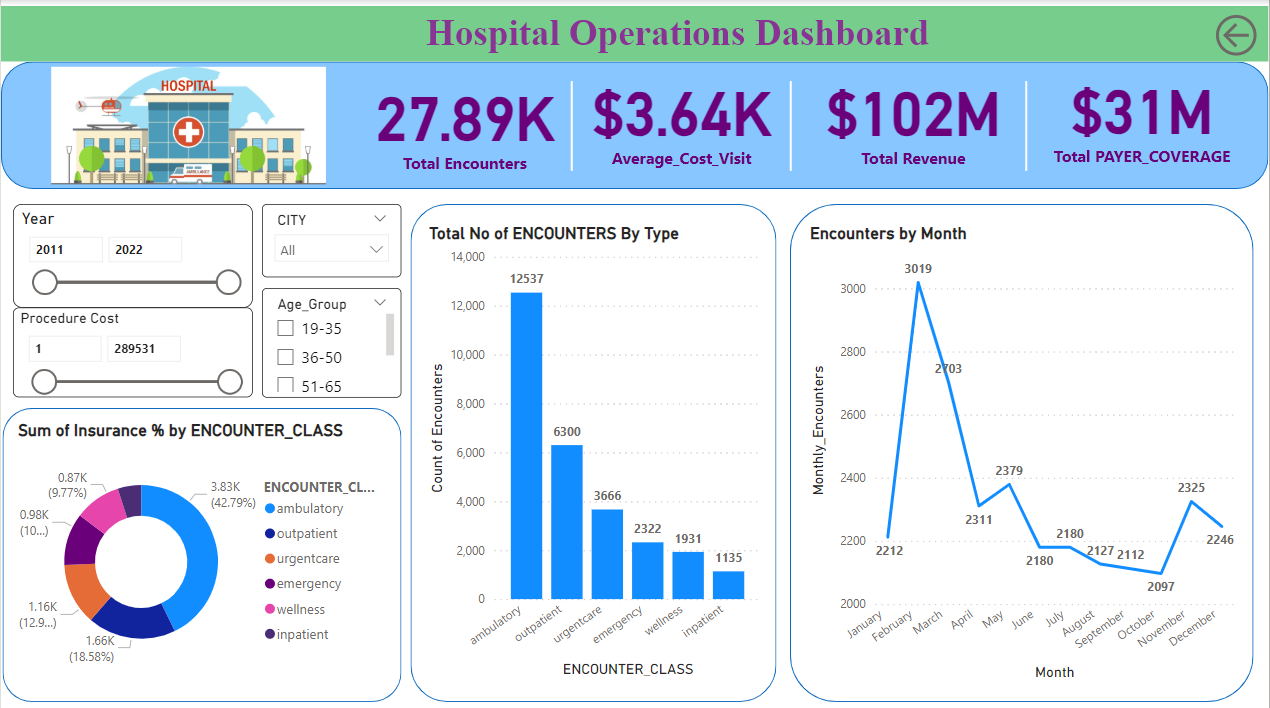 Hospital Operations Dashboard
HOSPITAL
AMBULANCE
27.89K
Total Encounters
$3.64K
Average_Cost_Visit
$102M
Total Revenue
$31M
Total PAYER_COVERAGE
Year
2011 2022
Procedure Cost
1 289531
CITY
All
Age_Group
19-35
36-50
51-65
Sum of Insurance % by ENCOUNTER_CLASS
3.83K
(42.79%)
1.66K
(18.58%)
1.16K
(12.9...)
0.98K
(10...)
0.87K
(9.77%)
ENCOUNTER_CL...
ambulatory
outpatient
urgentcare
emergency
wellness
inpatient
Total No of ENCOUNTERS By Type
Count of Encounters
14,000
12,000
10,000
8,000
6,000
4,000
2,000
0
12537
6300
3666
2322
1931
1135
ambulatory
outpatient
urgentcare
emergency
wellness
inpatient
ENCOUNTER_CLASS
Encounters by Month
Monthly_Encounters
3000
2800
2600
2400
2200
2000
2212
3019
2703
2311
2379
2180
2180
2127
2112
2097
2325
2246
January
February
March
April
May
June
July
August
September
October
November
December
Month